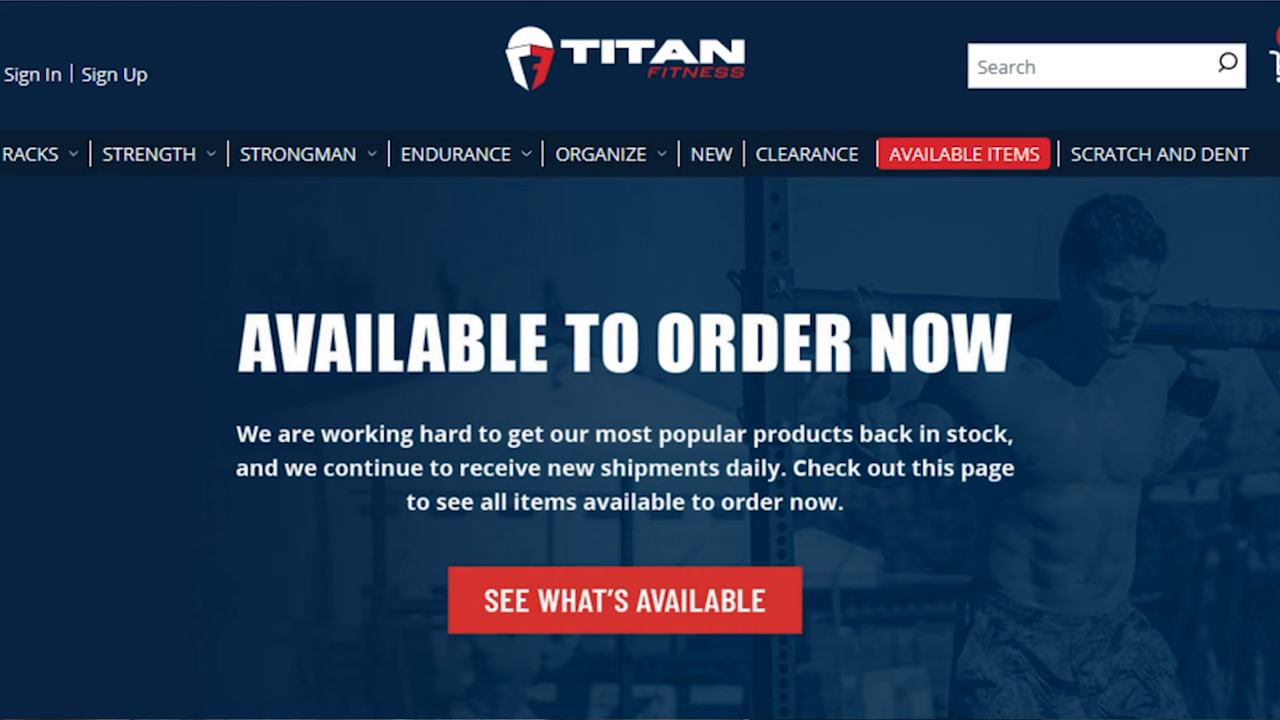 TITAN
FITNESS
Sign In | Sign Up
Search
RACKS
STRENGTH
STRONGMAN
ENDURANCE
ORGANIZE
NEW
CLEARANCE
AVAILABLE ITEMS
SCRATCH AND DENT
AVAILABLE TO ORDER NOW
We are working hard to get our most popular products back in stock,
and we continue to receive new shipments daily. Check out this page
to see all items available to order now.
SEE WHAT'S AVAILABLE